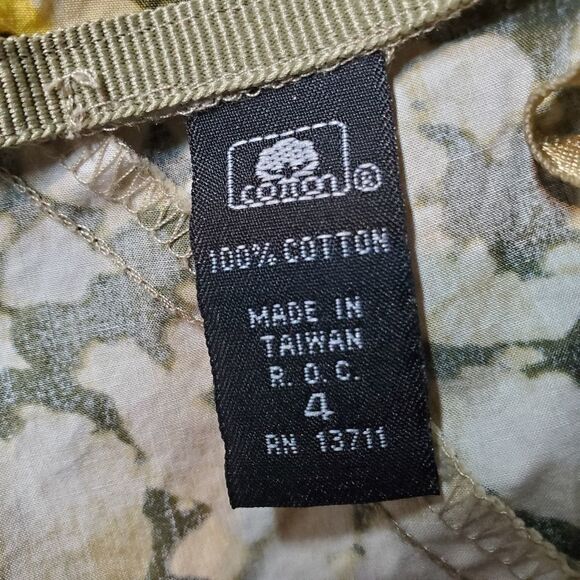 cotton ®
100% COTTON
MADE IN
TAIWAN
R.O.C.
4
RN 13711